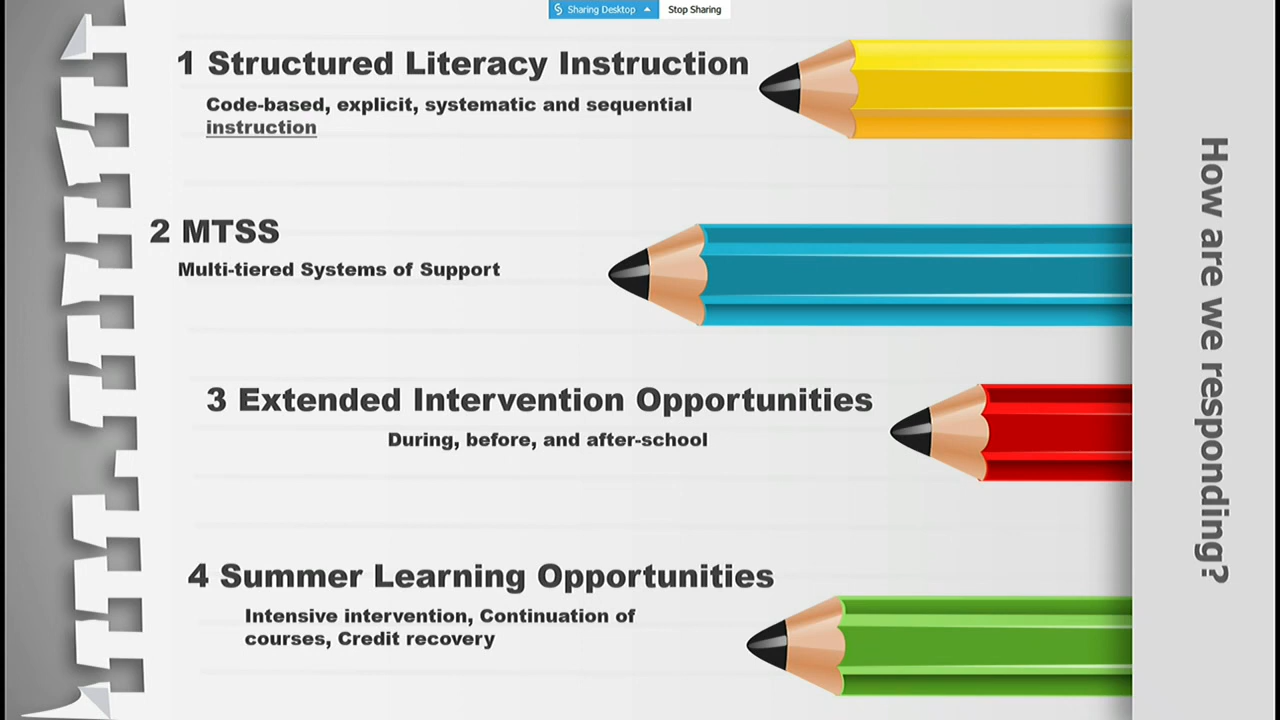 Sharing Desktop Stop Sharing
1 Structured Literacy Instruction
Code-based, explicit, systematic and sequential
instruction
2 MTSS
Multi-tiered Systems of Support
3 Extended Intervention Opportunities
During, before, and after-school
4 Summer Learning Opportunities
Intensive intervention, Continuation of
courses, Credit recovery
How are we responding?